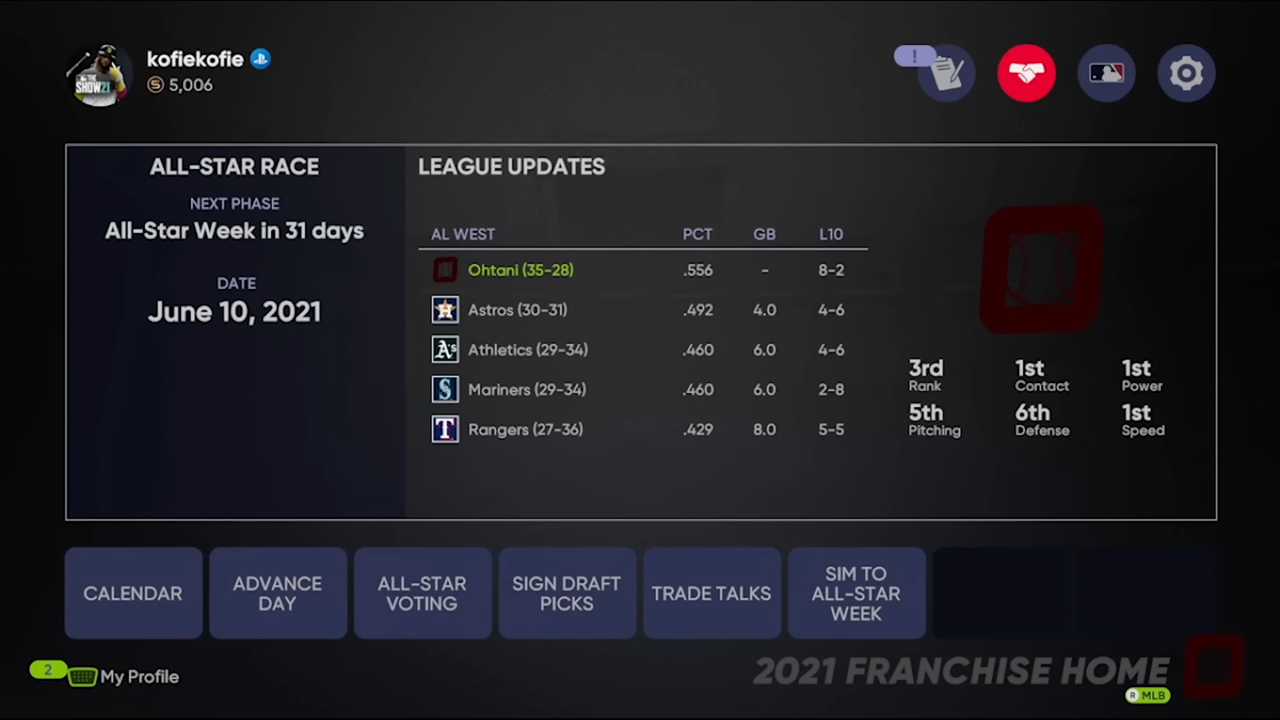 kofiekofie
5,006
THE SHOW21
!
ALL-STAR RACE
NEXT PHASE
All-Star Week in 31 days
DATE
June 10, 2021
LEAGUE UPDATES
AL WEST PCT GB L10
Ohtani (35-28) .556 - 8-2
Astros (30-31) .492 4.0 4-6
Athletics (29-34) .460 6.0 4-6
Mariners (29-34) .460 6.0 2-8
Rangers (27-36) .429 8.0 5-5
3rd 1st 1st
Rank Contact Power
5th 6th 1st
Pitching Defense Speed
CALENDAR
ADVANCE
DAY
ALL-STAR
VOTING
SIGN DRAFT
PICKS
TRADE TALKS
SIM TO
ALL-STAR
WEEK
2 My Profile
2021 FRANCHISE HOME
R MLB